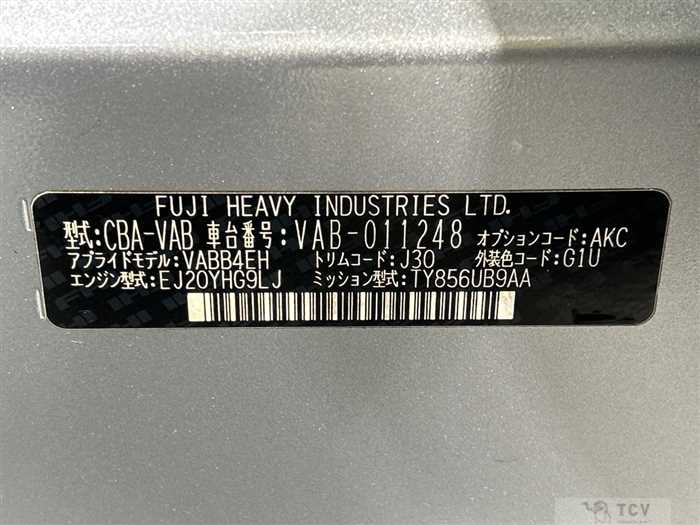 FUJI HEAVY INDUSTRIES LTD.
型式:CBA-VAB 車台番号:VAB-011248 オプションコード:AKC
アプライドモデル:VABB4EH トリムコード:J30 外装色コード:G1U
エンジン型式:EJ20YHG9LJ ミッション型式:TY856UB9AA
TCV